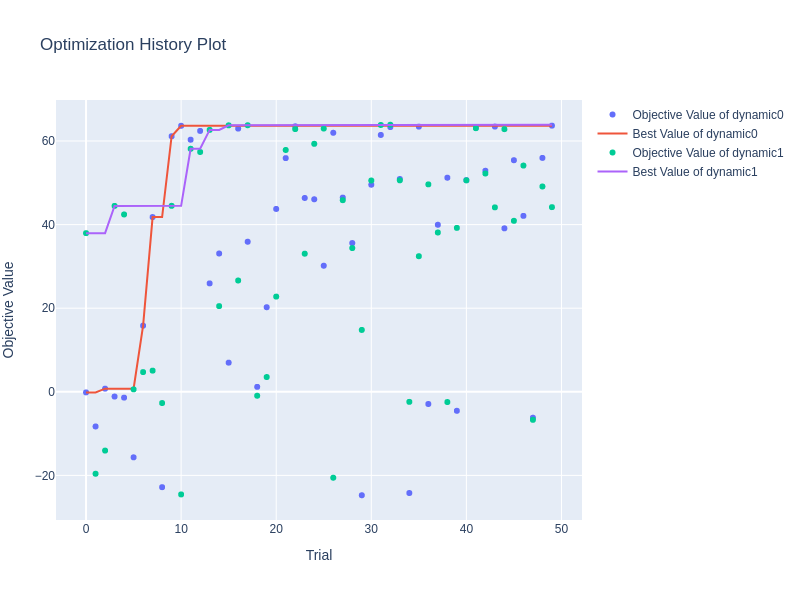 Optimization History Plot
Objective Value of dynamic0
Best Value of dynamic0
Objective Value of dynamic1
Best Value of dynamic1
60
40
20
0
−20
Objective Value
0 10 20 30 40 50
Trial